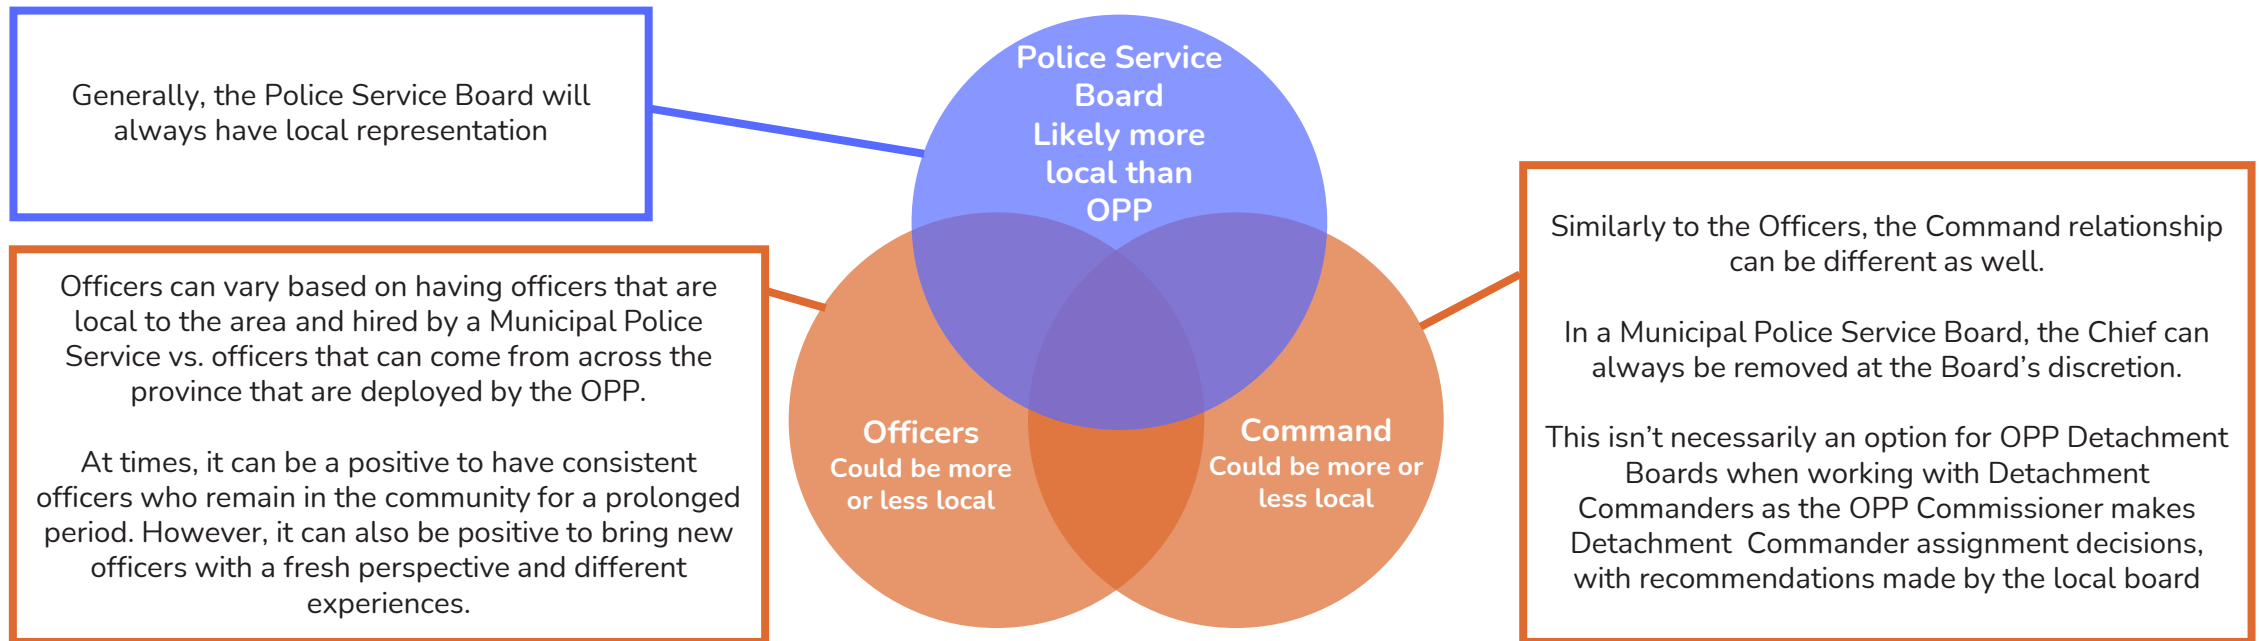 Generally, the Police Service Board will
always have local representation
Officers can vary based on having officers that are
local to the area and hired by a Municipal Police
Service vs. officers that can come from across the
province that are deployed by the OPP.
At times, it can be a positive to have consistent
officers who remain in the community for a prolonged
period. However, it can also be positive to bring new
officers with a fresh perspective and different
experiences.
Police Service
Board
Likely more
local than
OPP
Officers
Could be more
or less local
Command
Could be more or
less local
Similarly to the Officers, the Command relationship
can be different as well.
In a Municipal Police Service Board, the Chief can
always be removed at the Board’s discretion.
This isn’t necessarily an option for OPP Detachment
Boards when working with Detachment
Commanders as the OPP Commissioner makes
Detachment Commander assignment decisions,
with recommendations made by the local board